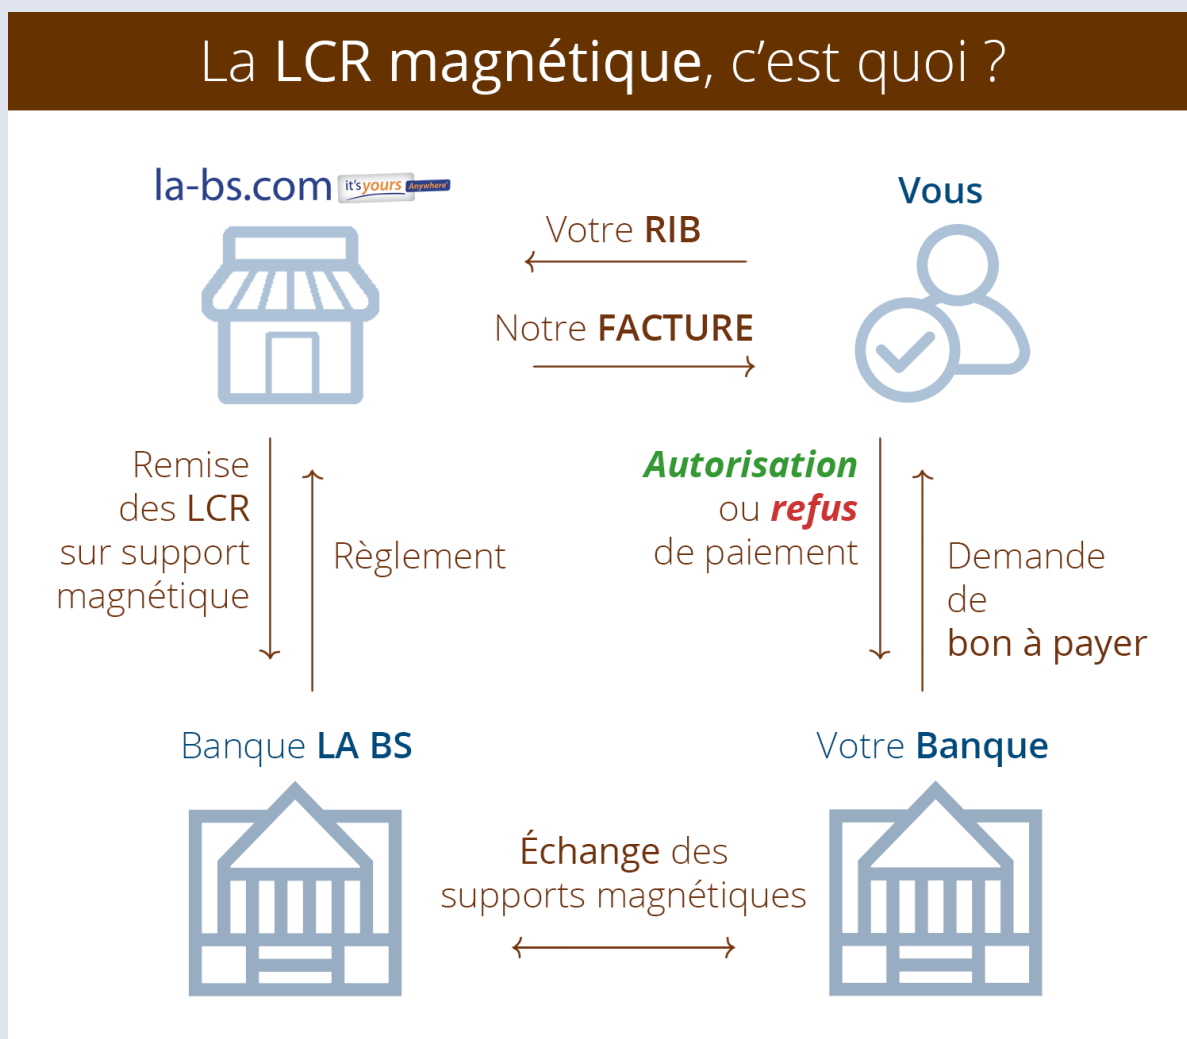 La LCR magnétique, c’est quoi ?
la-bs.com it's yours Anywhere
Vous
Votre RIB
Notre FACTURE
Remise
des LCR
sur support
magnétique
Règlement
Autorisation
ou refus
de paiement
Demande
de
bon à payer
Banque LA BS
Votre Banque
Échange des
supports magnétiques